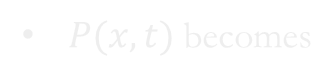 • P(x, t) becomes